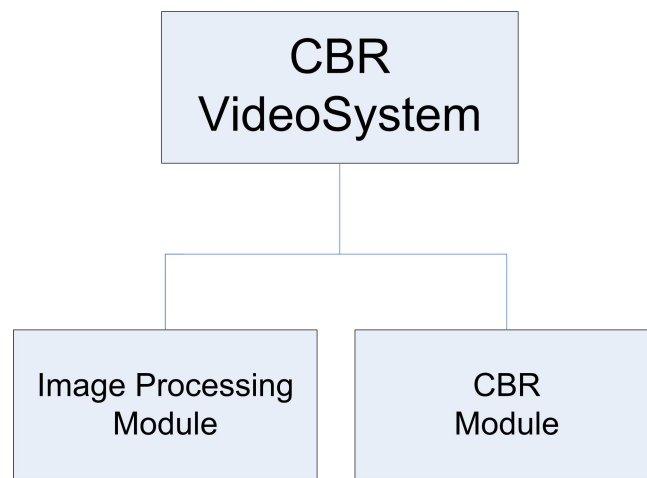 CBR
VideoSystem
Image Processing
Module
CBR
Module